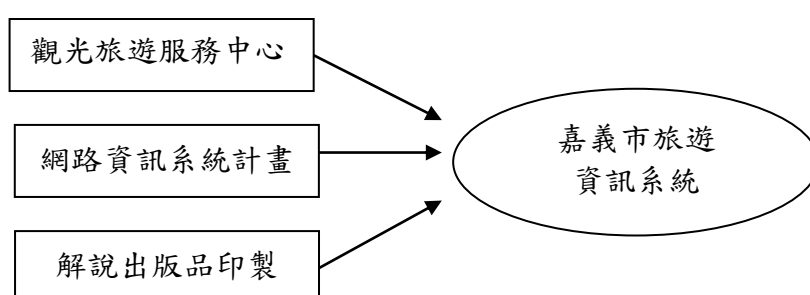 觀光旅遊服務中心
網路資訊系統計畫
解說出版品印製
嘉義市旅遊
資訊系統